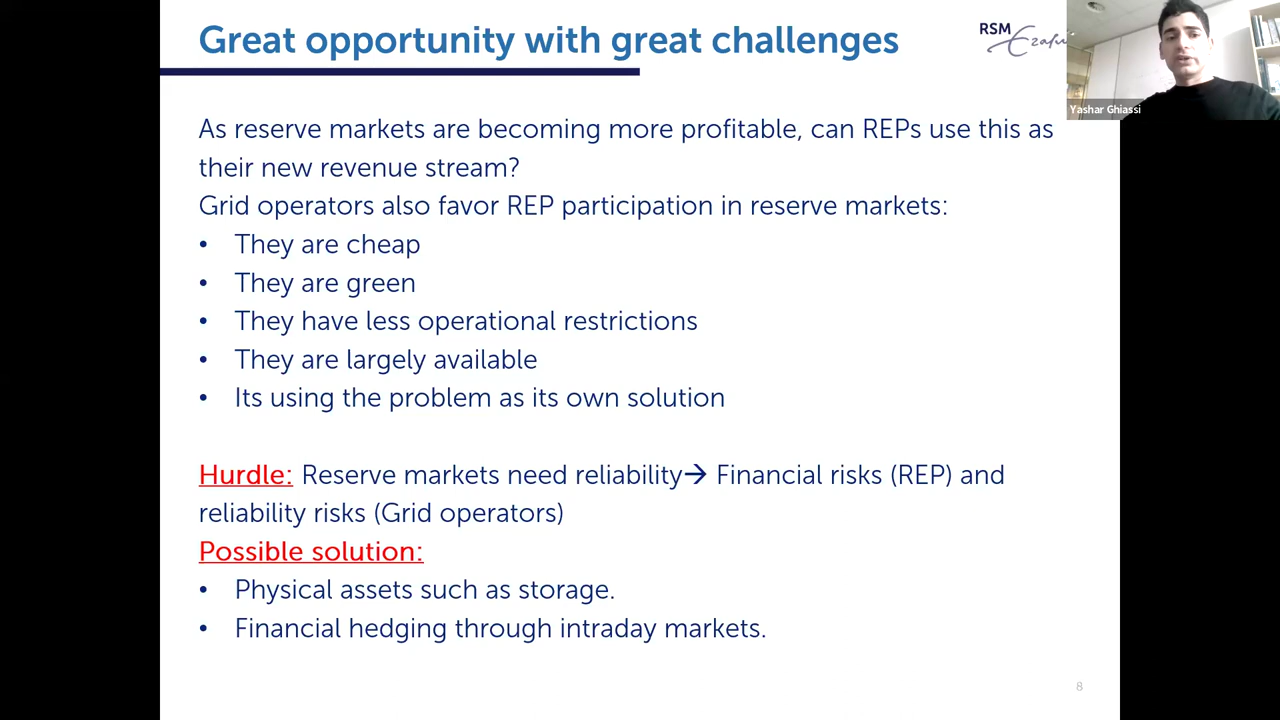 Great opportunity with great challenges
RSM
Ezafus
Yashar Ghiassi
As reserve markets are becoming more profitable, can REPs use this as
their new revenue stream?
Grid operators also favor REP participation in reserve markets:
• They are cheap
• They are green
• They have less operational restrictions
• They are largely available
• Its using the problem as its own solution
Hurdle: Reserve markets need reliability→ Financial risks (REP) and
reliability risks (Grid operators)
Possible solution:
• Physical assets such as storage.
• Financial hedging through intraday markets.
8